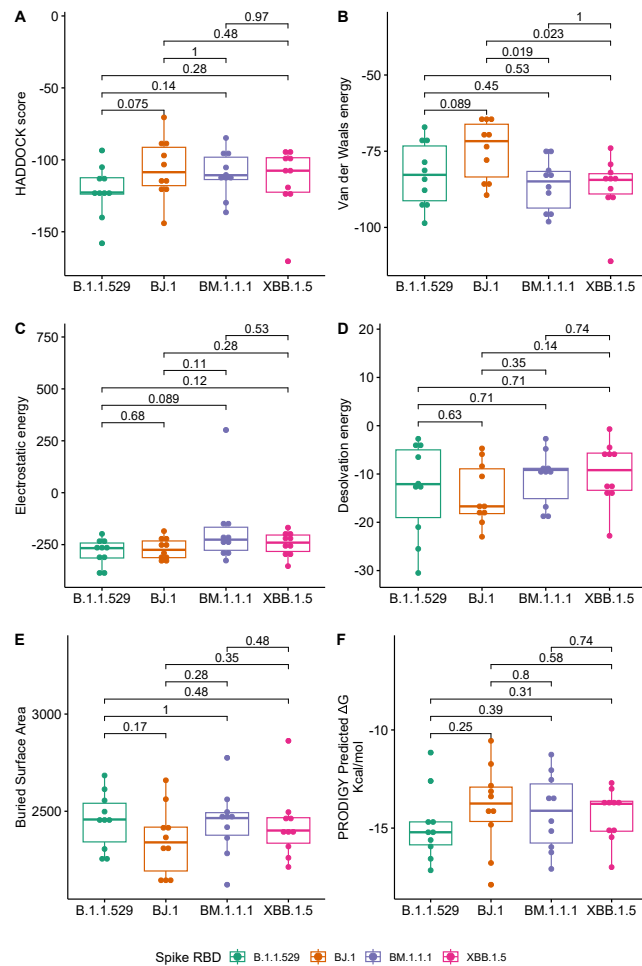 A
HADDOCK score
0
-50
-100
-150
0.97
0.48
1
0.28
0.14
0.075
B.1.1.529 BJ.1 BM.1.1.1 XBB.1.5
B
Van der Waals energy
-50
-75
-100
1
0.023
0.019
0.53
0.45
0.089
B.1.1.529 BJ.1 BM.1.1.1 XBB.1.5
C
Electrostatic energy
750
500
250
0
-250
0.53
0.28
0.11
0.12
0.089
0.68
B.1.1.529 BJ.1 BM.1.1.1 XBB.1.5
D
Desolvation energy
20
10
0
-10
-20
-30
0.74
0.14
0.35
0.71
0.71
0.63
B.1.1.529 BJ.1 BM.1.1.1 XBB.1.5
E
Buried Surface Area
3000
2500
0.48
0.35
0.28
0.48
1
0.17
B.1.1.529 BJ.1 BM.1.1.1 XBB.1.5
F
PRODIGY Predicted ΔG
Kcal/mol
-10
-15
0.74
0.58
0.8
0.31
0.39
0.25
B.1.1.529 BJ.1 BM.1.1.1 XBB.1.5
Spike RBD B.1.1.529 BJ.1 BM.1.1.1 XBB.1.5